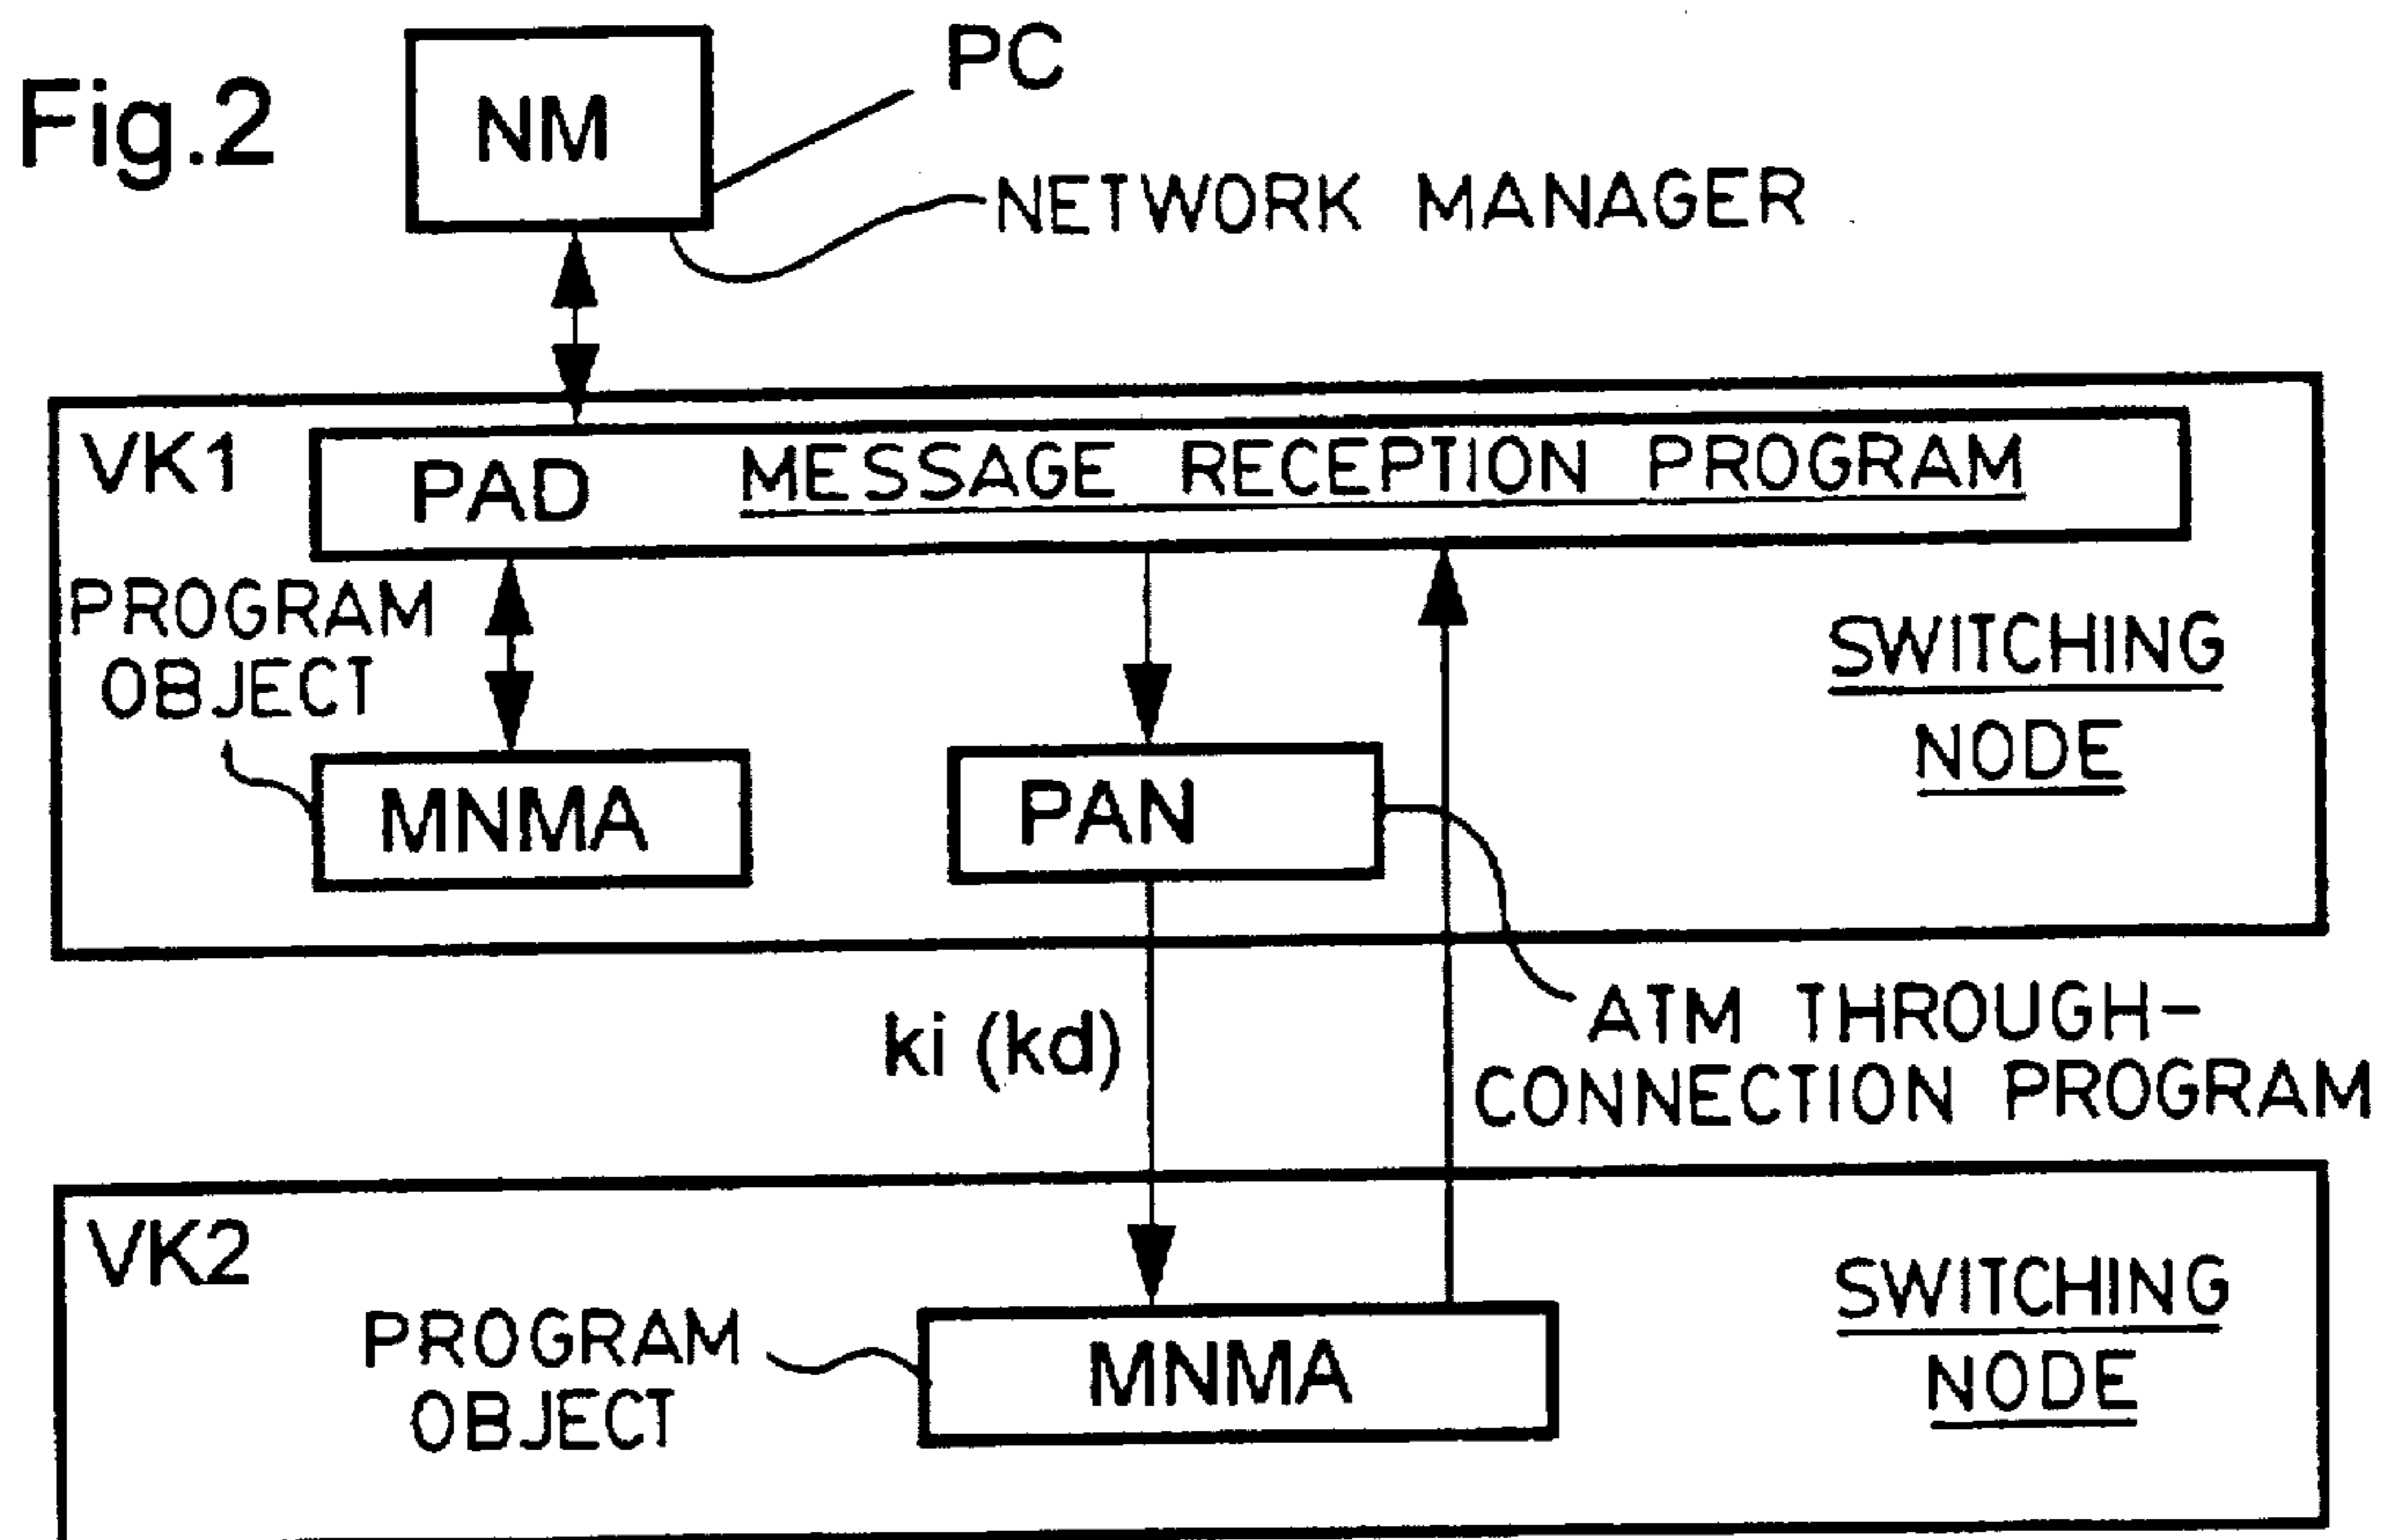 Fig.2
NM
PC
NETWORK MANAGER
VK1
PAD MESSAGE RECEPTION PROGRAM
PROGRAM
OBJECT
SWITCHING
NODE
MNMA
PAN
ki (kd)
ATM THROUGH-
CONNECTION PROGRAM
VK2
PROGRAM
OBJECT
MNMA
SWITCHING
NODE